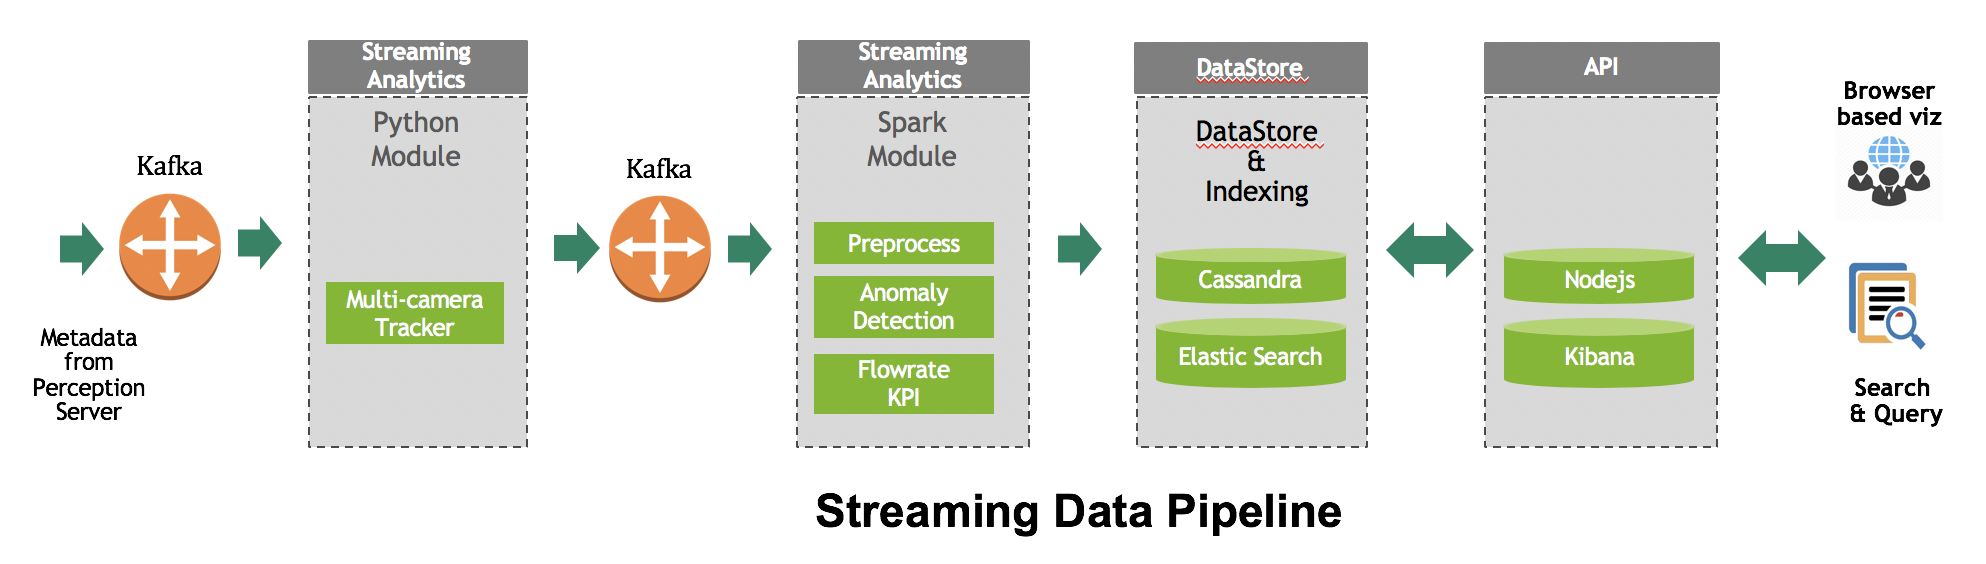 Kafka
Metadata
from
Perception
Server
Streaming
Analytics
Python
Module
Multi-camera
Tracker
Kafka
Streaming
Analytics
Spark
Module
Preprocess
Anomaly
Detection
Flowrate
KPI
DataStore
DataStore
&
Indexing
Cassandra
Elastic Search
API
Nodejs
Kibana
Browser
based viz
Search
& Query
Streaming Data Pipeline